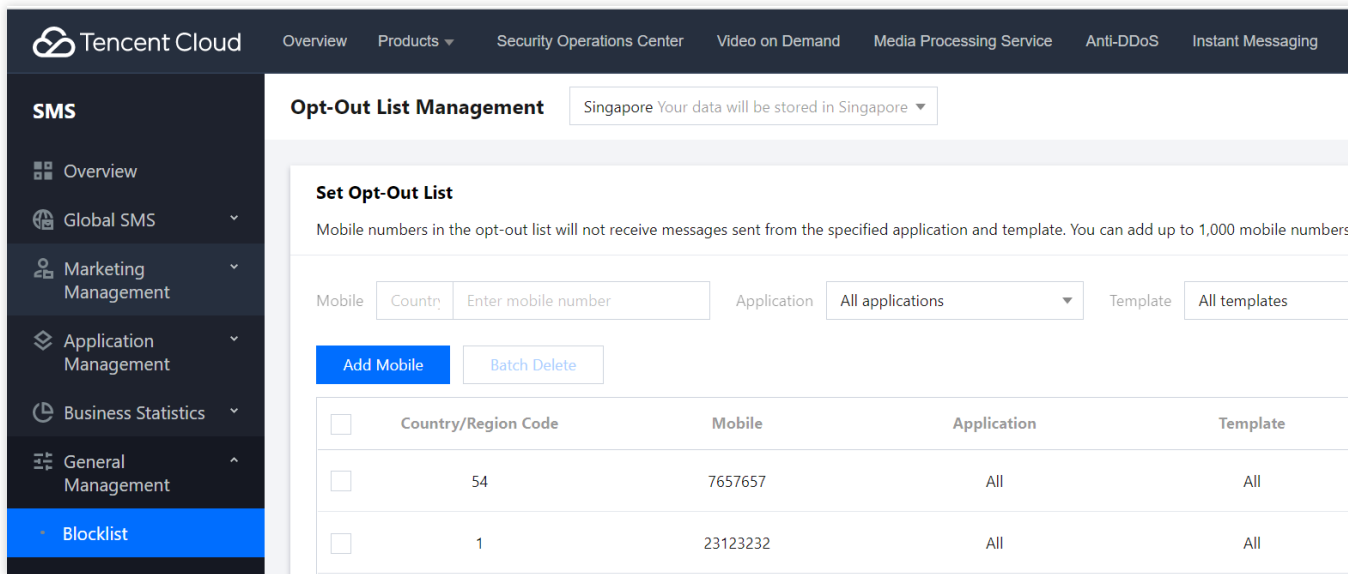 Tencent Cloud
Overview Products Security Operations Center Video on Demand Media Processing Service Anti-DDoS Instant Messaging
SMS
Opt-Out List Management Singapore Your data will be stored in Singapore
Overview
Global SMS
Marketing
Management
Application
Management
Business Statistics
General
Management
Blocklist
Set Opt-Out List
Mobile numbers in the opt-out list will not receive messages sent from the specified application and template. You can add up to 1,000 mobile numbers
Mobile Country Enter mobile number Application All applications Template All templates
Add Mobile Batch Delete
Country/Region Code Mobile Application Template
54 7657657 All All
1 23123232 All All